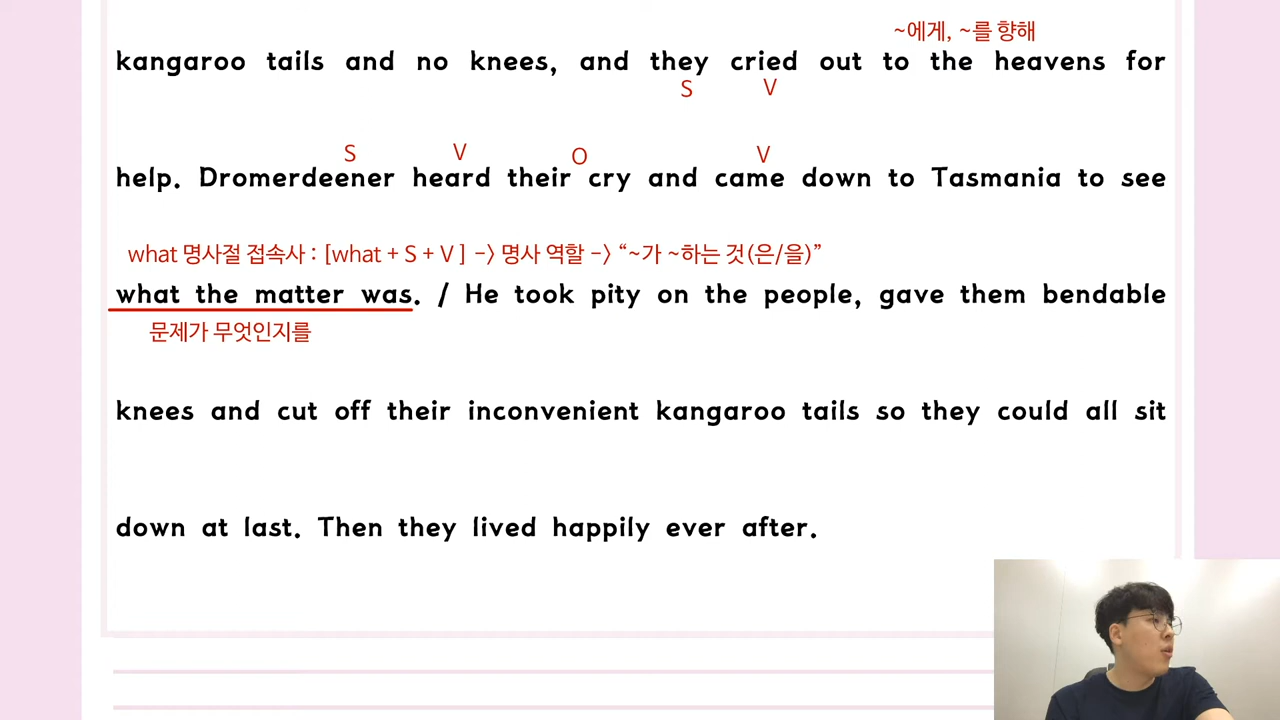 ~에게, ~를 향해
kangaroo tails and no knees, and they cried out to the heavens for
S V
S V O V
help. Dromerdeener heard their cry and came down to Tasmania to see
what 명사절 접속사 : [what + S + V ] -> 명사 역할 -> “~가 ~하는 것(은/을)”
what the matter was. / He took pity on the people, gave them bendable
문제가 무엇인지를
knees and cut off their inconvenient kangaroo tails so they could all sit
down at last. Then they lived happily ever after.